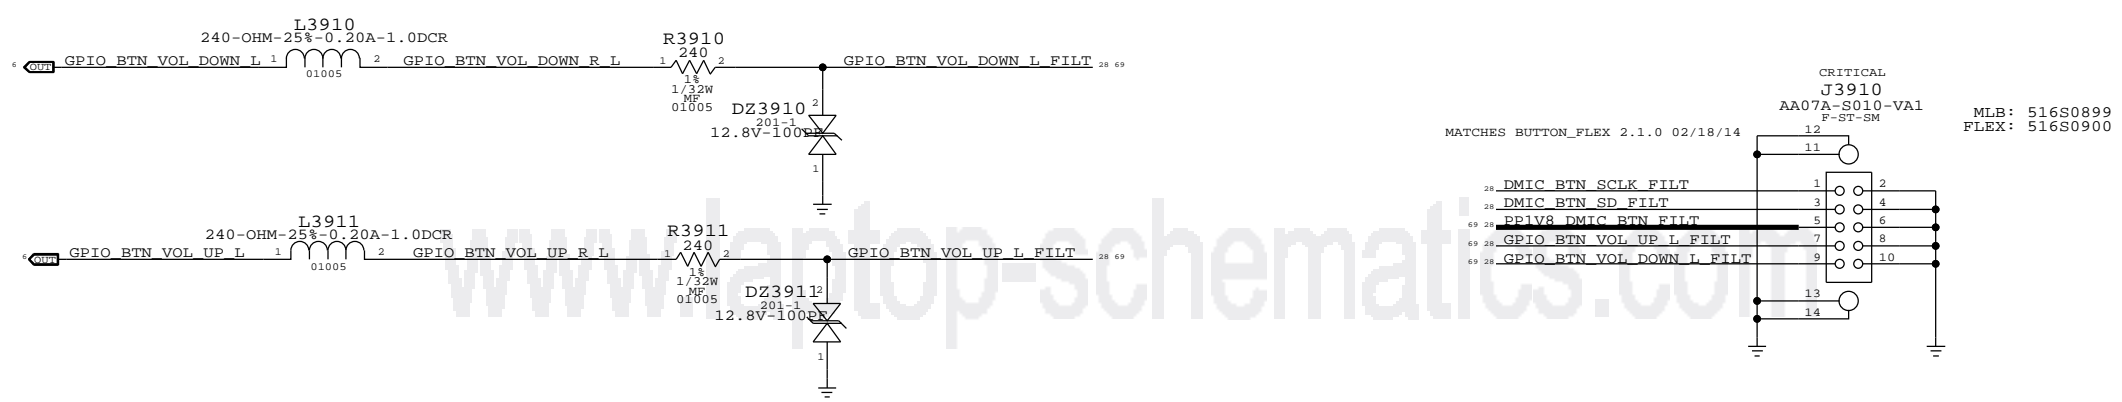 L3910
240-OHM-25%-0.20A-1.0DCR
6 OUT GPIO_BTN_VOL_DOWN_L 1 2 GPIO_BTN_VOL_DOWN_R_L
01005
R3910
240
1 2
1%
1/32W
MF
01005
GPIO_BTN_VOL_DOWN_L_FILT 28 69
DZ3910 2
201-1
12.8V-100PF
1
L3911
240-OHM-25%-0.20A-1.0DCR
6 OUT GPIO_BTN_VOL_UP_L 1 2 GPIO_BTN_VOL_UP_R_L
01005
R3911
240
1 2
1%
1/32W
MF
01005
GPIO_BTN_VOL_UP_L_FILT 28 69
DZ3911 2
201-1
12.8V-100PF
1
CRITICAL
J3910
AA07A-S010-VA1
F-ST-SM
MLB: 516S0899
FLEX: 516S0900
MATCHES BUTTON_FLEX 2.1.0 02/18/14
12
11
28 DMIC_BTN_SCLK_FILT 1 2
28 DMIC_BTN_SD_FILT 3 4
69 28 PP1V8_DMIC_BTN_FILT 5 6
69 28 GPIO_BTN_VOL_UP_L_FILT 7 8
69 28 GPIO_BTN_VOL_DOWN_L_FILT 9 10
13
14
www.laptop-schematics.com